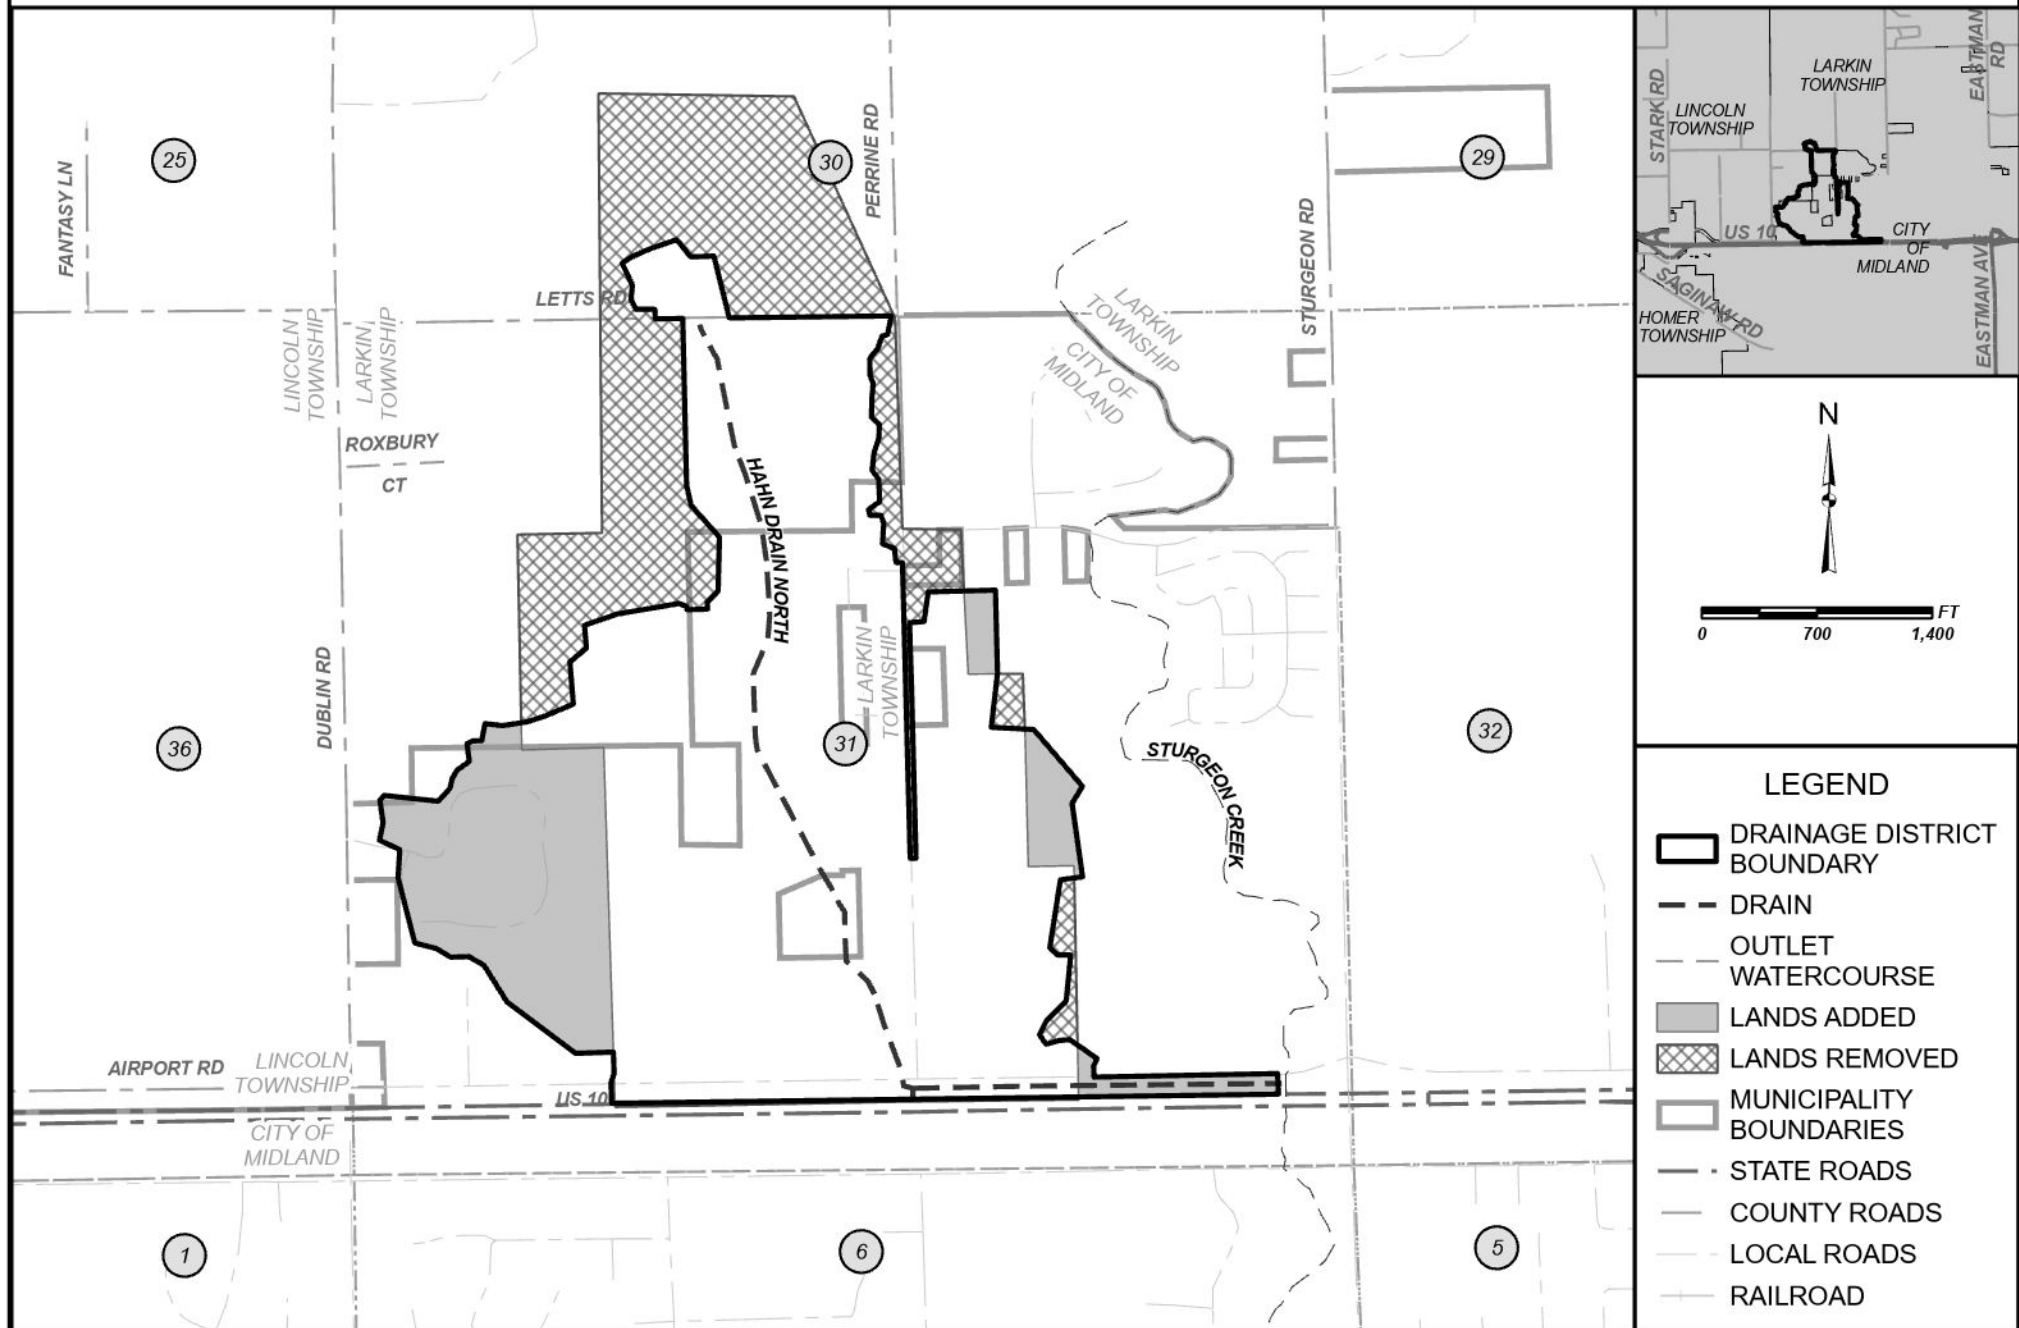 25
30
29
36
31
32
1
6
5
FANTASY LN
PERRINE RD
STURGEON RD
LETTS RD
LINCOLN
TOWNSHIP
LARKIN
TOWNSHIP
LARKIN
TOWNSHIP
CITY OF
MIDLAND
ROXBURY
CT
HAHN DRAIN NORTH
LARKIN
TOWNSHIP
DUBLIN RD
STURGEON CREEK
AIRPORT RD
LINCOLN
TOWNSHIP
US 10
CITY OF
MIDLAND
STARK RD
LINCOLN
TOWNSHIP
LARKIN
TOWNSHIP
EASTMAN
RD
US 10
CITY
OF
MIDLAND
SAGINAW RD
HOMER
TOWNSHIP
EASTMAN AVE
N
FT
0
700
1,400
LEGEND
DRAINAGE DISTRICT
BOUNDARY
DRAIN
OUTLET
WATERCOURSE
LANDS ADDED
LANDS REMOVED
MUNICIPALITY
BOUNDARIES
STATE ROADS
COUNTY ROADS
LOCAL ROADS
RAILROAD